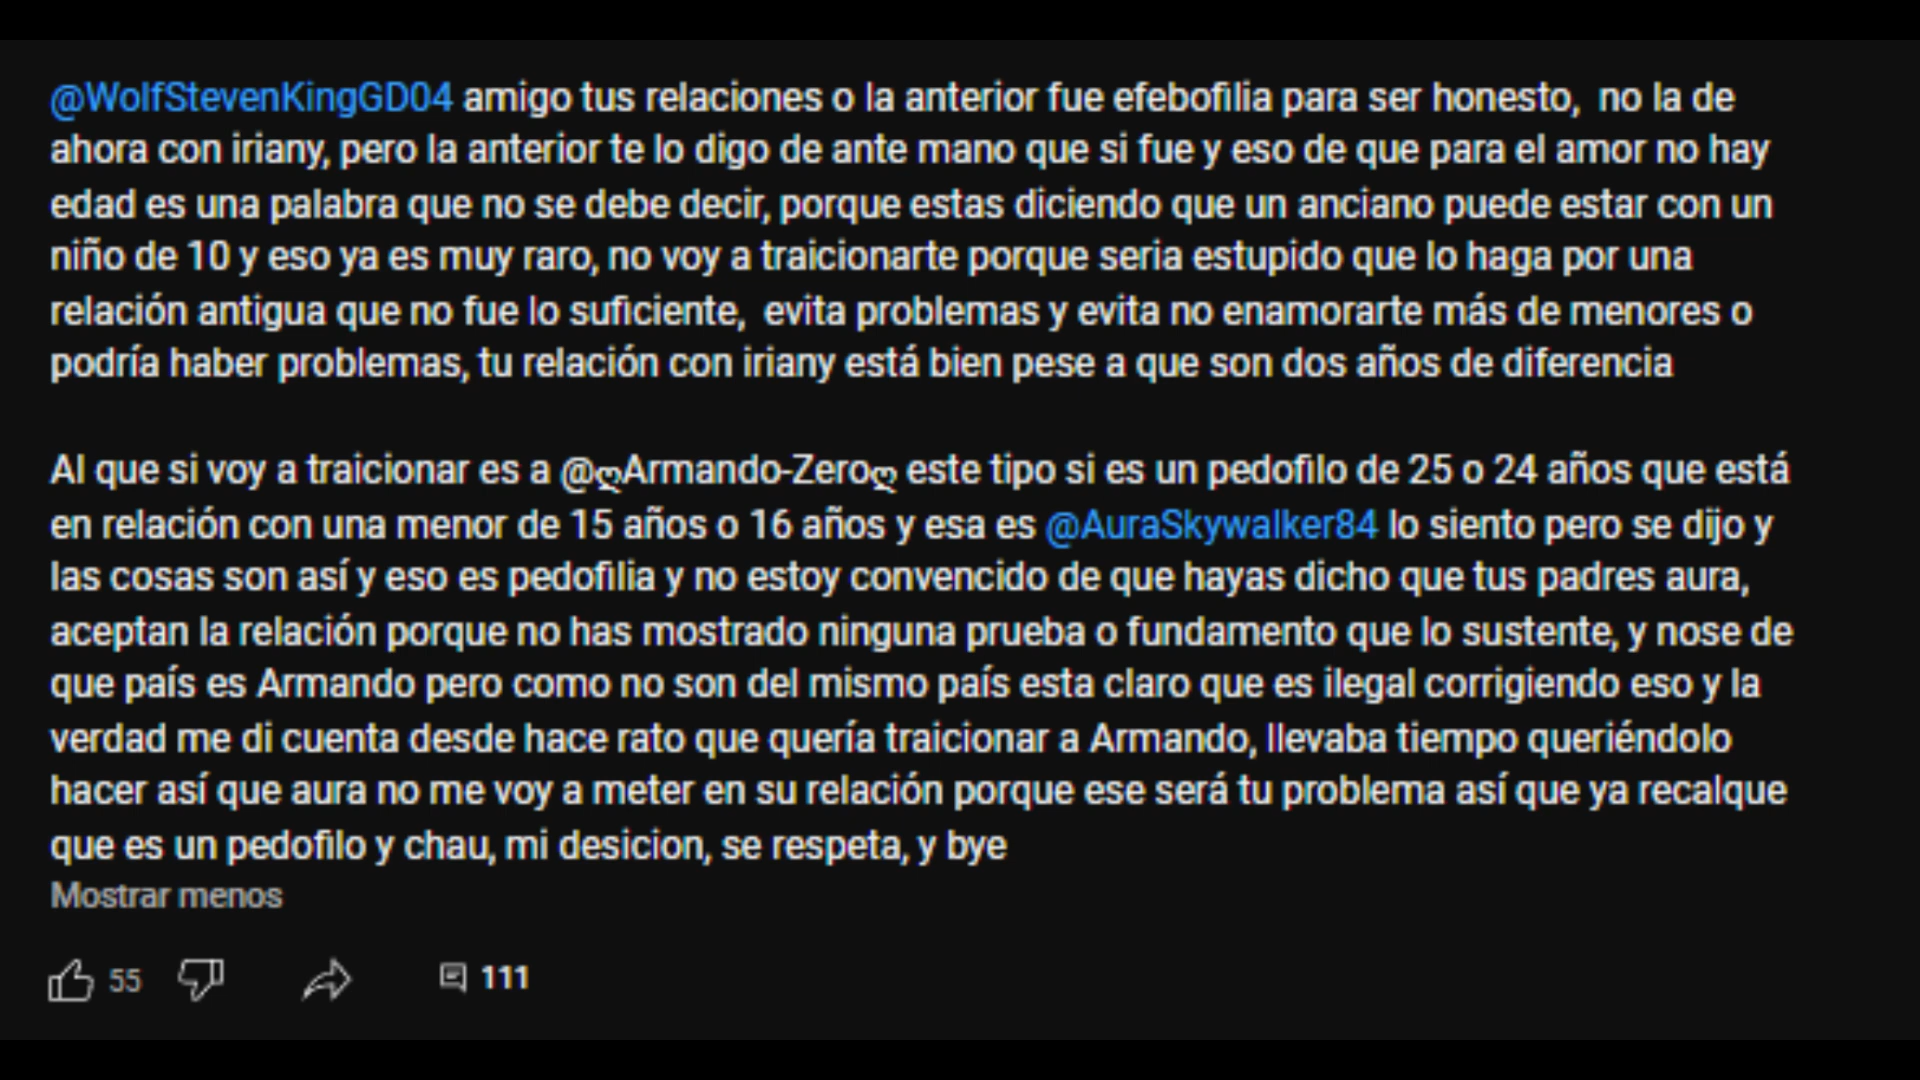 @WolfStevenKingGD04 amigo tus relaciones o la anterior fue efebofilia para ser honesto,  no la de
ahora con iriany, pero la anterior te lo digo de ante mano que si fue y eso de que para el amor no hay
edad es una palabra que no se debe decir, porque estas diciendo que un anciano puede estar con un
niño de 10 y eso ya es muy raro, no voy a traicionarte porque seria estupido que lo haga por una
relación antigua que no fue lo suficiente,  evita problemas y evita no enamorarte más de menores o
podría haber problemas, tu relación con iriany está bien pese a que son dos años de diferencia
Al que si voy a traicionar es a @ღArmando-Zeroღ este tipo si es un pedofilo de 25 o 24 años que está
en relación con una menor de 15 años o 16 años y esa es @AuraSkywalker84 lo siento pero se dijo y
las cosas son así y eso es pedofilia y no estoy convencido de que hayas dicho que tus padres aura,
aceptan la relación porque no has mostrado ninguna prueba o fundamento que lo sustente, y nose de
que país es Armando pero como no son del mismo país esta claro que es ilegal corrigiendo eso y la
verdad me di cuenta desde hace rato que quería traicionar a Armando, llevaba tiempo queriéndolo
hacer así que aura no me voy a meter en su relación porque ese será tu problema así que ya recalque
que es un pedofilo y chau, mi desicion, se respeta, y bye
Mostrar menos
55 111